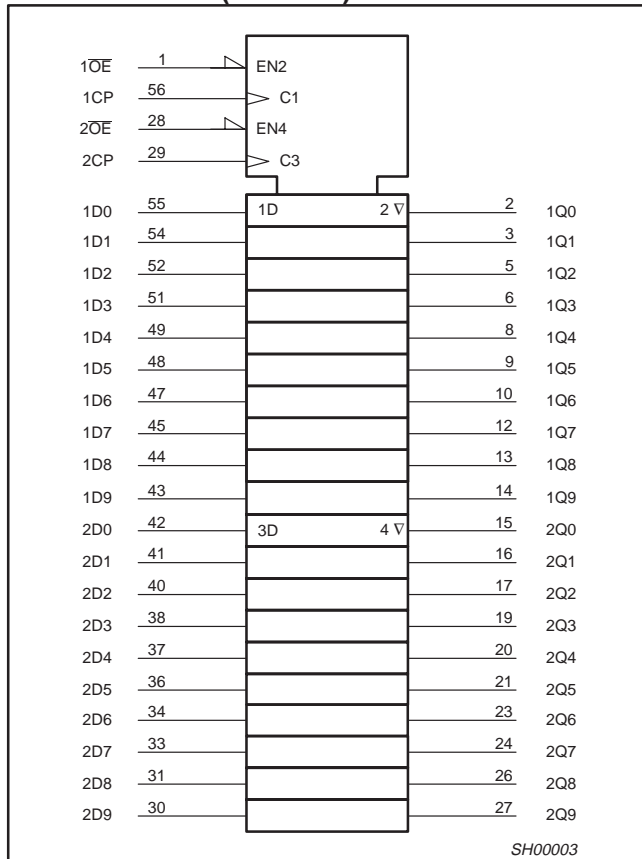 1O̅E̅ 1 EN2
1CP 56 C1
2O̅E̅ 28 EN4
2CP 29 C3
1D0 55 1D 2 ∇ 2 1Q0
1D1 54 3 1Q1
1D2 52 5 1Q2
1D3 51 6 1Q3
1D4 49 8 1Q4
1D5 48 9 1Q5
1D6 47 10 1Q6
1D7 45 12 1Q7
1D8 44 13 1Q8
1D9 43 14 1Q9
2D0 42 3D 4 ∇ 15 2Q0
2D1 41 16 2Q1
2D2 40 17 2Q2
2D3 38 19 2Q3
2D4 37 20 2Q4
2D5 36 21 2Q5
2D6 34 23 2Q6
2D7 33 24 2Q7
2D8 31 26 2Q8
2D9 30 27 2Q9
SH00003